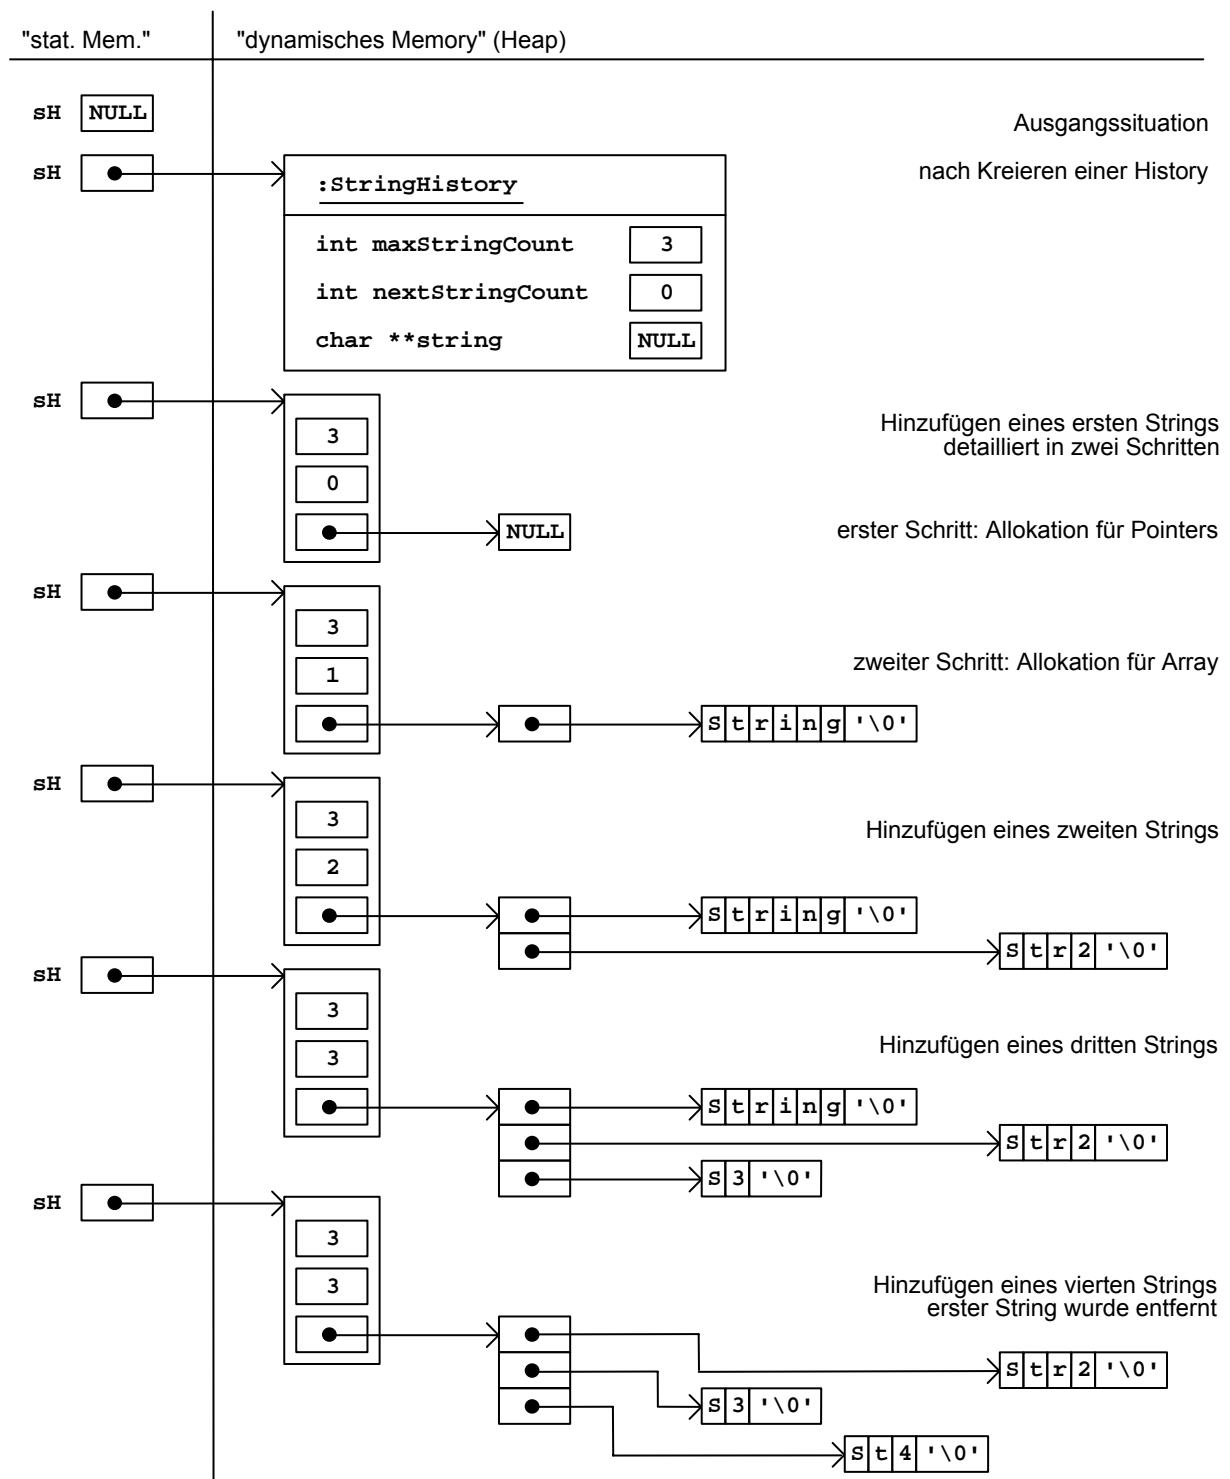 "stat. Mem." "dynamisches Memory" (Heap)
sH NULL
Ausgangssituation
sH nach Kreieren einer History
:StringHistory
int maxStringCount 3
int nextStringCount 0
char **string NULL
sH
Hinzufügen eines ersten Strings
detailliert in zwei Schritten
3
0
NULL erster Schritt: Allokation für Pointers
sH
3
zweiter Schritt: Allokation für Array
1
S t r i n g '\0'
sH
3 Hinzufügen eines zweiten Strings
2
S t r i n g '\0'
S t r 2 '\0'
sH
3
Hinzufügen eines dritten Strings
3
S t r i n g '\0'
S t r 2 '\0'
S 3 '\0'
sH
3
3 Hinzufügen eines vierten Strings
erster String wurde entfernt
S t r 2 '\0'
S 3 '\0'
S t 4 '\0'